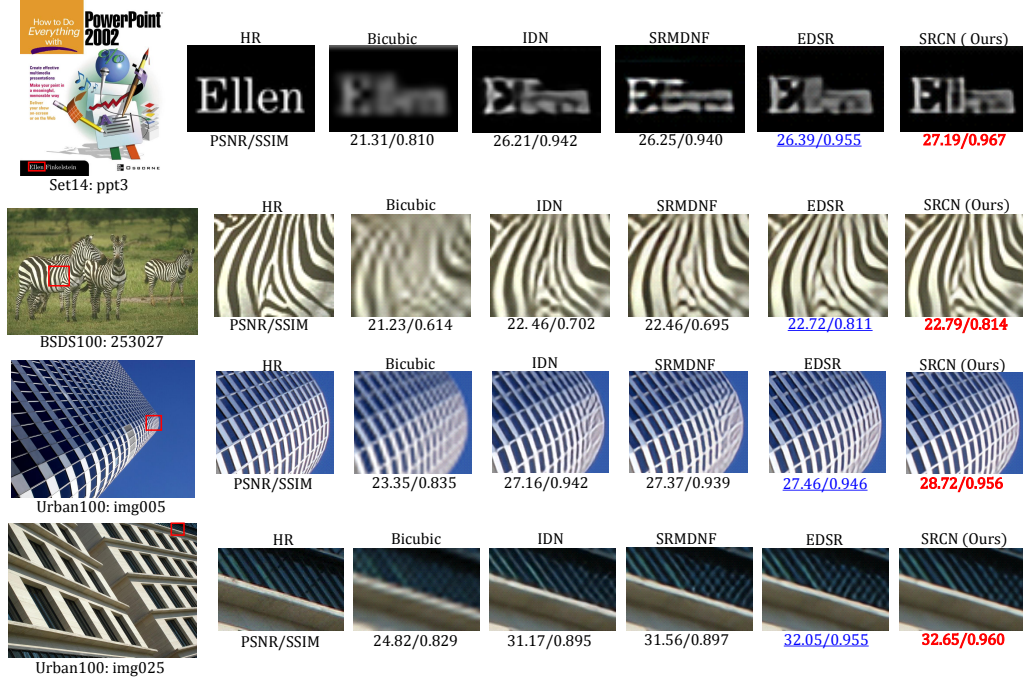 How to Do
Everything
with
PowerPoint
2002
Create effective
multimedia
presentations
Make your point in
a meaningful,
memorable way
Deliver
your show
on screen
or on the Web
Ellen Finkelstein
OSBORNE
HR Bicubic IDN SRMDNF EDSR SRCN ( Ours)
Ellen
PSNR/SSIM 21.31/0.810 26.21/0.942 26.25/0.940 26.39/0.955 27.19/0.967
Set14: ppt3
HR Bicubic IDN SRMDNF EDSR SRCN (Ours)
PSNR/SSIM 21.23/0.614 22. 46/0.702 22.46/0.695 22.72/0.811 22.79/0.814
BSDS100: 253027
HR Bicubic IDN SRMDNF EDSR SRCN (Ours)
PSNR/SSIM 23.35/0.835 27.16/0.942 27.37/0.939 27.46/0.946 28.72/0.956
Urban100: img005
HR Bicubic IDN SRMDNF EDSR SRCN (Ours)
PSNR/SSIM 24.82/0.829 31.17/0.895 31.56/0.897 32.05/0.955 32.65/0.960
Urban100: img025